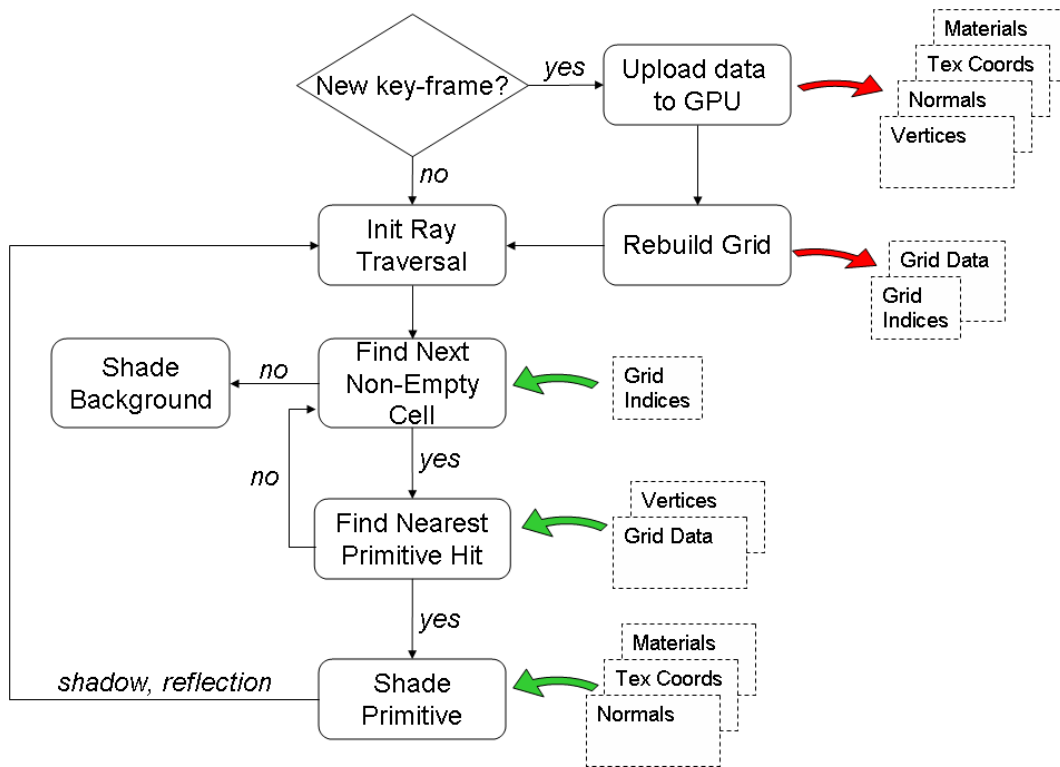 New key-frame?
yes
Upload data
to GPU
Materials
Tex Coords
Normals
Vertices
no
Init Ray
Traversal
Rebuild Grid
Grid Data
Grid
Indices
Shade
Background
no
Find Next
Non-Empty
Cell
Grid
Indices
no
yes
Find Nearest
Primitive Hit
Vertices
Grid Data
yes
shadow, reflection
Shade
Primitive
Materials
Tex Coords
Normals